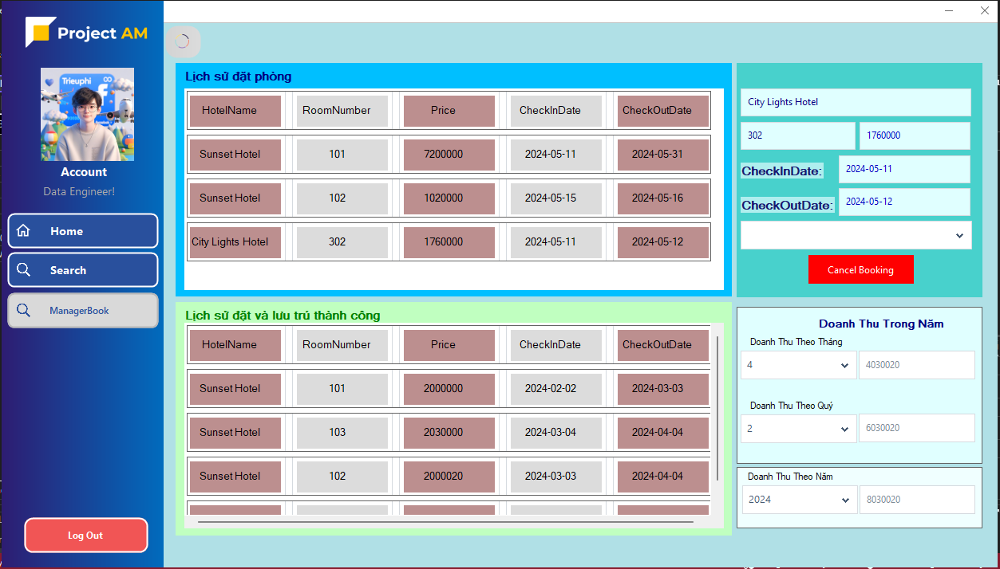 Project AM
Trieuphi
Account
Data Engineer!
Home
Search
ManagerBook
Log Out
Lịch sử đặt phòng
HotelName RoomNumber Price CheckInDate CheckOutDate
Sunset Hotel 101 7200000 2024-05-11 2024-05-31
Sunset Hotel 102 1020000 2024-05-15 2024-05-16
City Lights Hotel 302 1760000 2024-05-11 2024-05-12
Lịch sử đặt và lưu trú thành công
HotelName RoomNumber Price CheckInDate CheckOutDate
Sunset Hotel 101 2000000 2024-02-02 2024-03-03
Sunset Hotel 103 2030000 2024-03-04 2024-04-04
Sunset Hotel 102 2000020 2024-03-03 2024-04-04
City Lights Hotel
302 1760000
CheckInDate: 2024-05-11
CheckOutDate: 2024-05-12
Cancel Booking
Doanh Thu Trong Năm
Doanh Thu Theo Tháng
4 4030020
Doanh Thu Theo Quý
2 6030020
Doanh Thu Theo Năm
2024 8030020